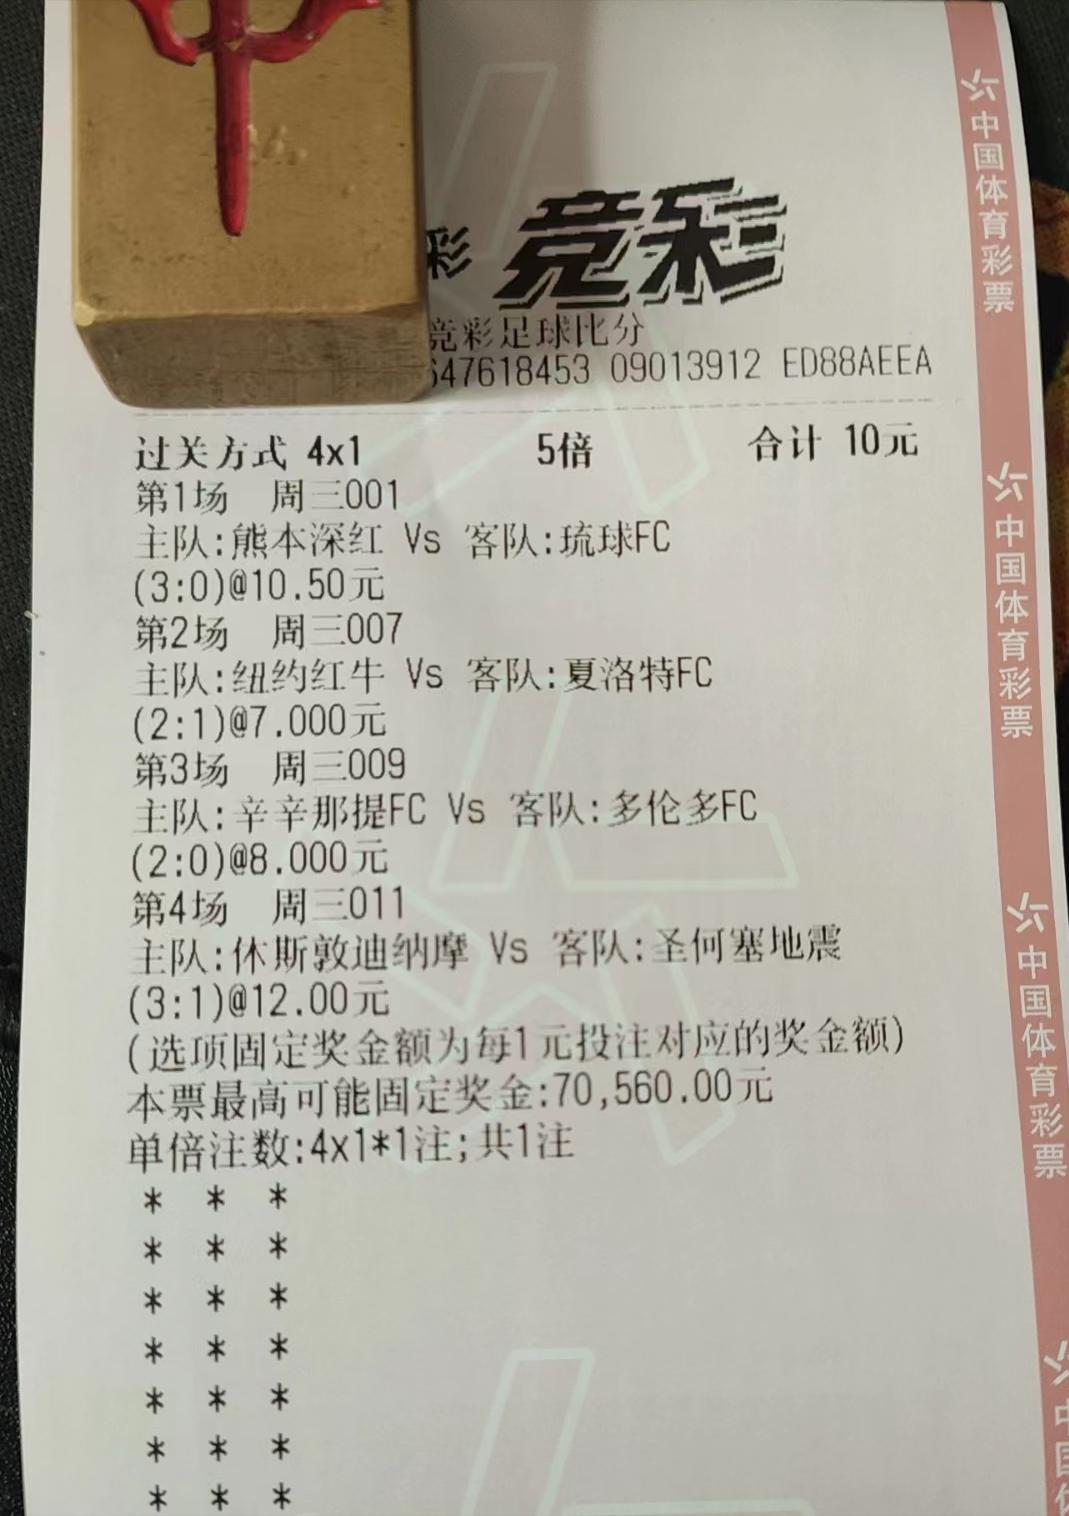 彩 竞彩
竞彩足球比分
647618453 09013912 ED88AEEA
过关方式 4x1 5倍 合计 10元
第1场 周三001
主队:熊本深红 Vs 客队:琉球FC
(3:0)@10.50元
第2场 周三007
主队:纽约红牛 Vs 客队:夏洛特FC
(2:1)@7.000元
第3场 周三009
主队:辛辛那提FC Vs 客队:多伦多FC
(2:0)@8.000元
第4场 周三011
主队:休斯敦迪纳摩 Vs 客队:圣何塞地震
(3:1)@12.00元
(选项固定奖金额为每1元投注对应的奖金额)
本票最高可能固定奖金:70,560.00元
单倍注数:4x1*1注;共1注
* * *
* * *
* * *
* * *
* * *
* * *
* * *
中国体育彩票
中国体育彩票
中国体育彩票
中国体